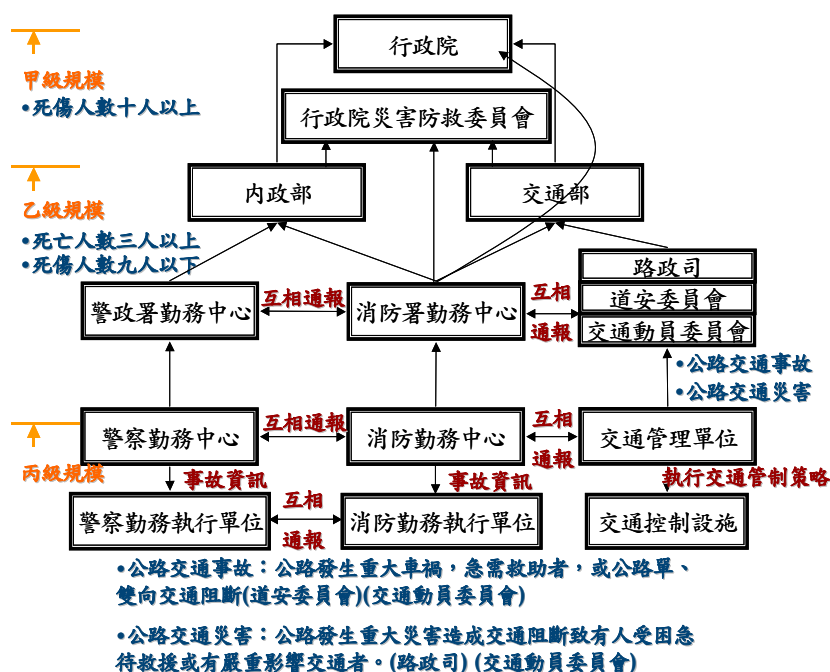 行政院
甲級規模
•死傷人數十人以上
行政院災害防救委員會
內政部
交通部
乙級規模
•死亡人數三人以上
•死傷人數九人以下
路政司
警政署勤務中心
互相通報
消防署勤務中心
互相
通報
道安委員會
交通動員委員會
•公路交通事故
•公路交通災害
警察勤務中心
互相通報
消防勤務中心
互相
通報
交通管理單位
丙級規模
事故資訊
事故資訊
執行交通管制策略
警察勤務執行單位
互相
通報
消防勤務執行單位
交通控制設施
•公路交通事故：公路發生重大車禍，急需救助者，或公路單、
雙向交通阻斷(道安委員會)(交通動員委員會)
•公路交通災害：公路發生重大災害造成交通阻斷致有人受困急
待救援或有嚴重影響交通者。(路政司) (交通動員委員會)